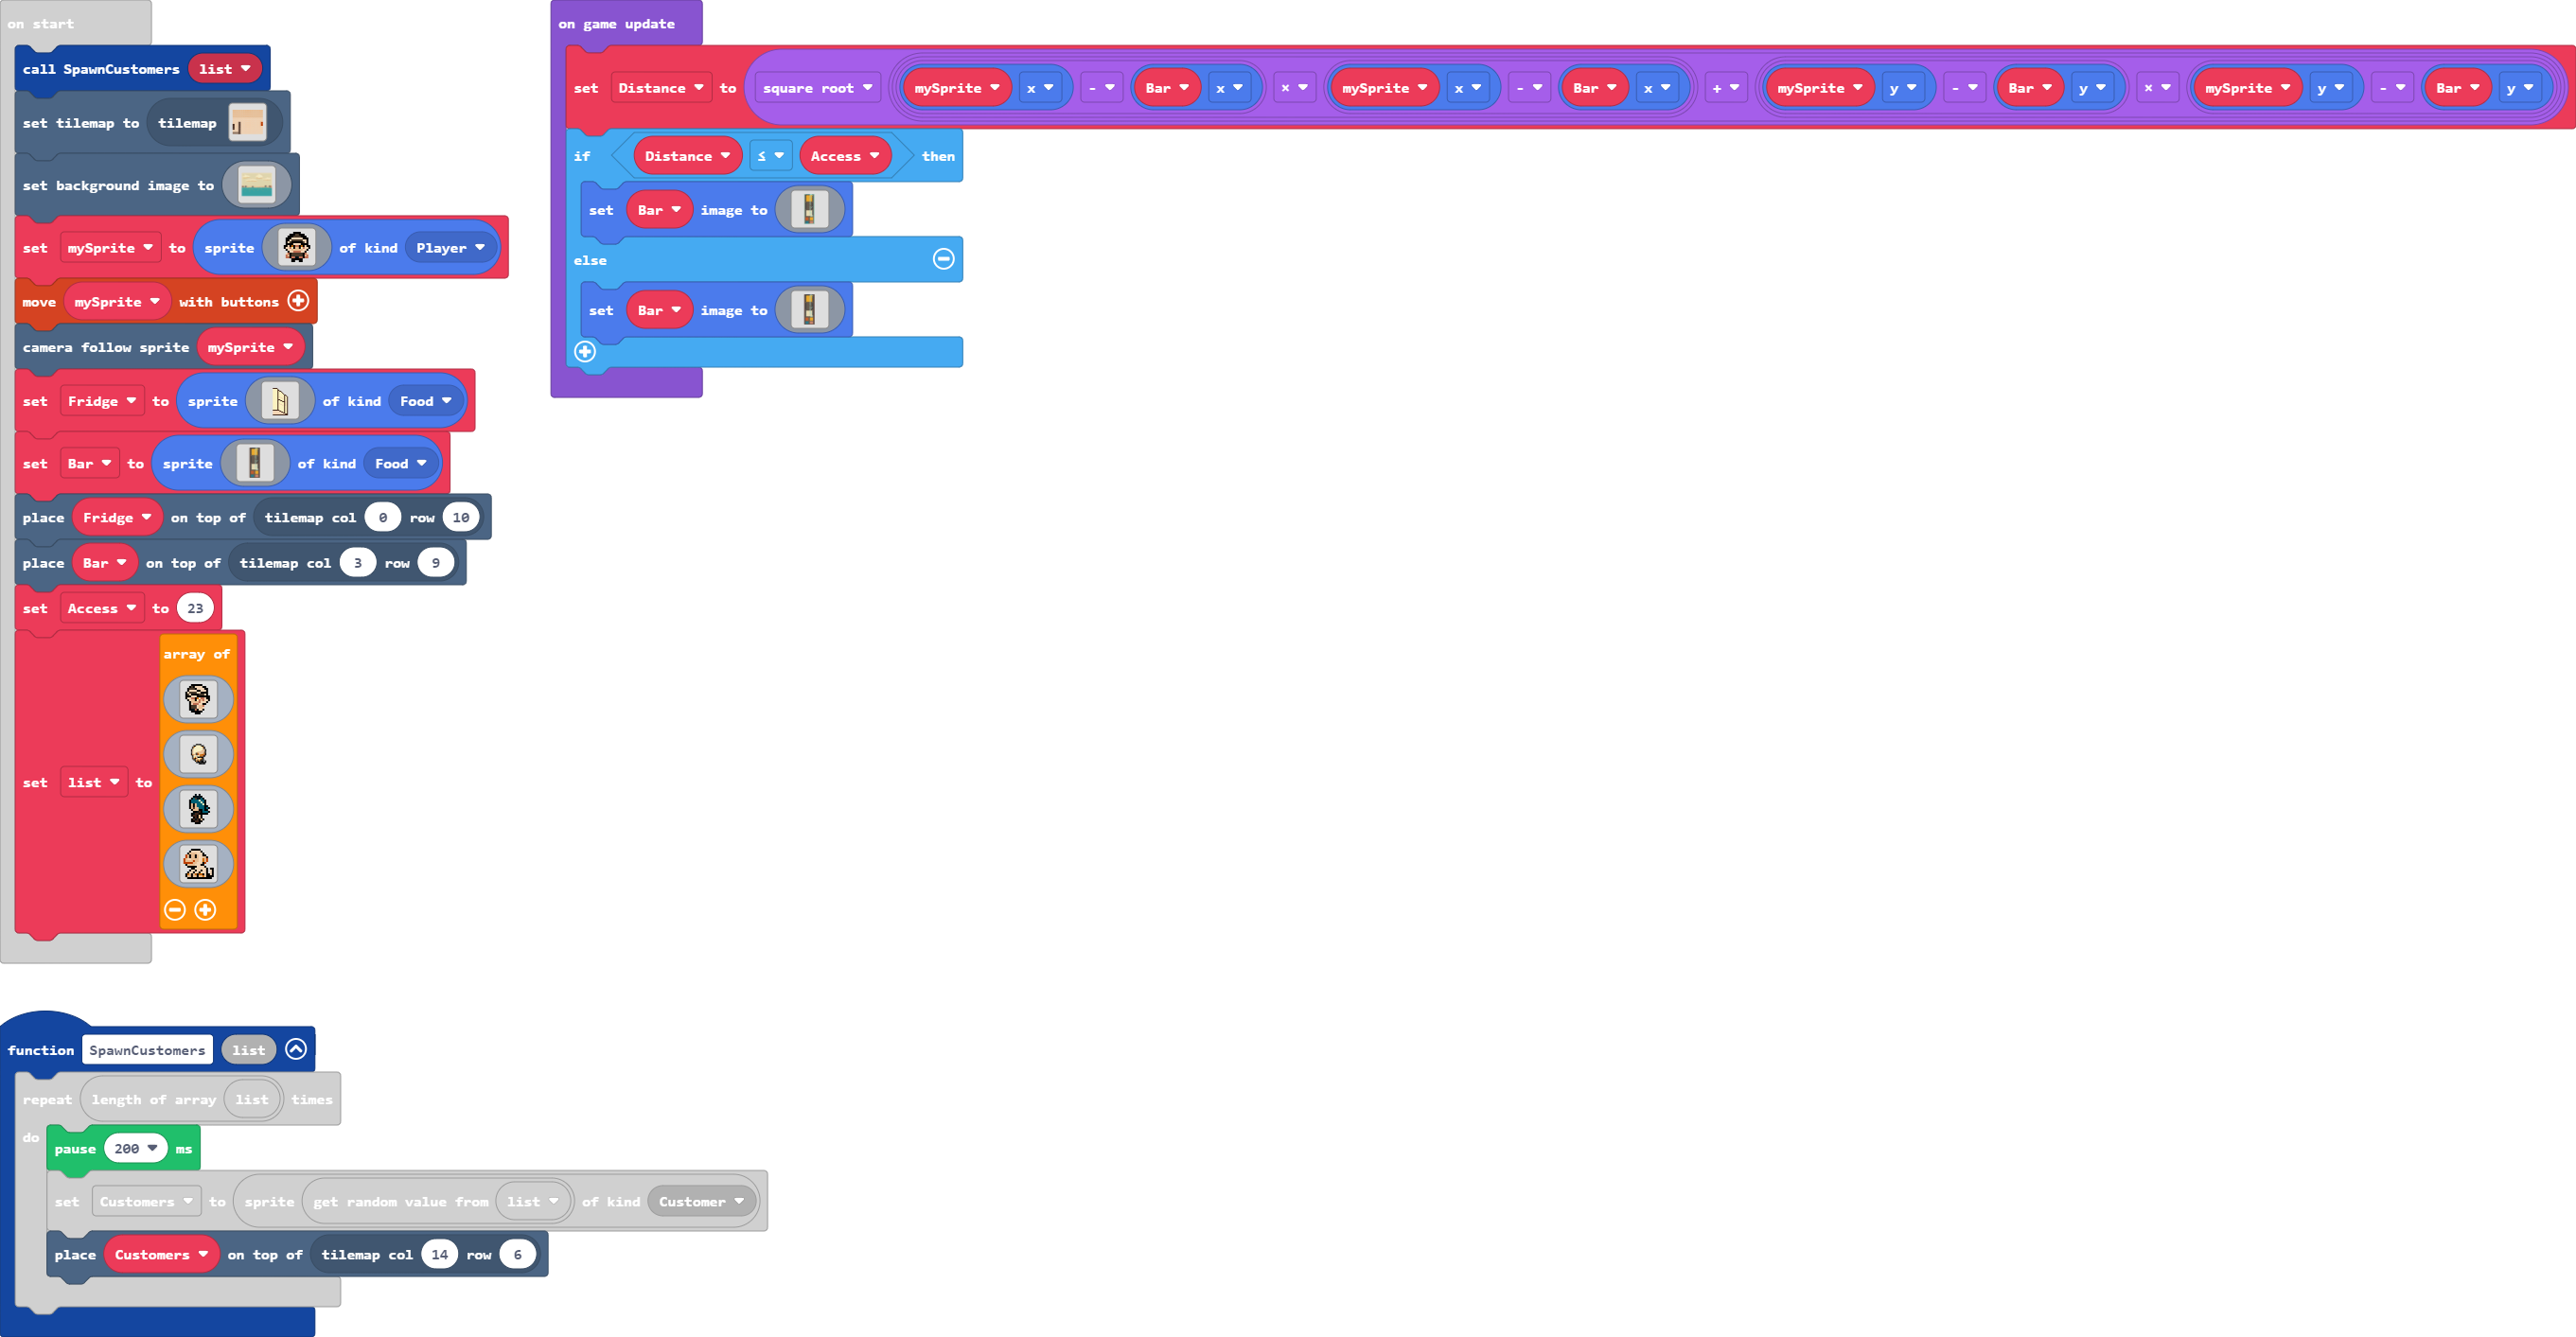 on start
call SpawnCustomers list
set tilemap to tilemap
set background image to
set mySprite to sprite of kind Player
move mySprite with buttons
camera follow sprite mySprite
set Fridge to sprite of kind Food
set Bar to sprite of kind Food
place Fridge on top of tilemap col 0 row 10
place Bar on top of tilemap col 3 row 9
set Access to 23
set list to array of
on game update
set Distance to square root mySprite x - Bar x × mySprite x - Bar x + mySprite y - Bar y × mySprite y - Bar y
if Distance ≤ Access then
set Bar image to
else
set Bar image to
function SpawnCustomers list
repeat length of array list times
do
pause 200 ms
set Customers to sprite get random value from list of kind Customer
place Customers on top of tilemap col 14 row 6